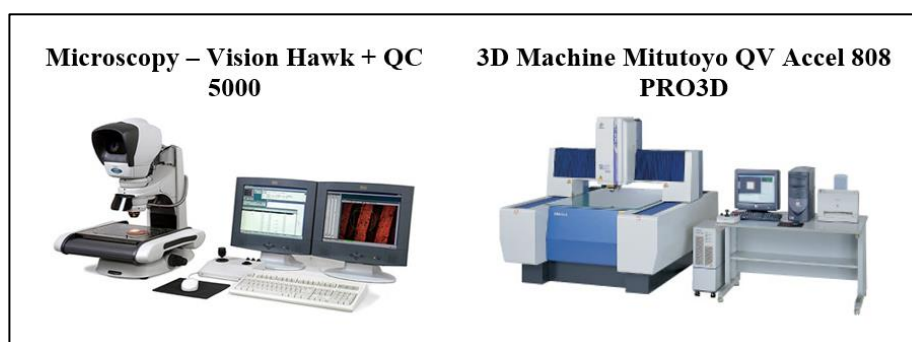 Microscopy – Vision Hawk + QC
5000
3D Machine Mitutoyo QV Accel 808
PRO3D